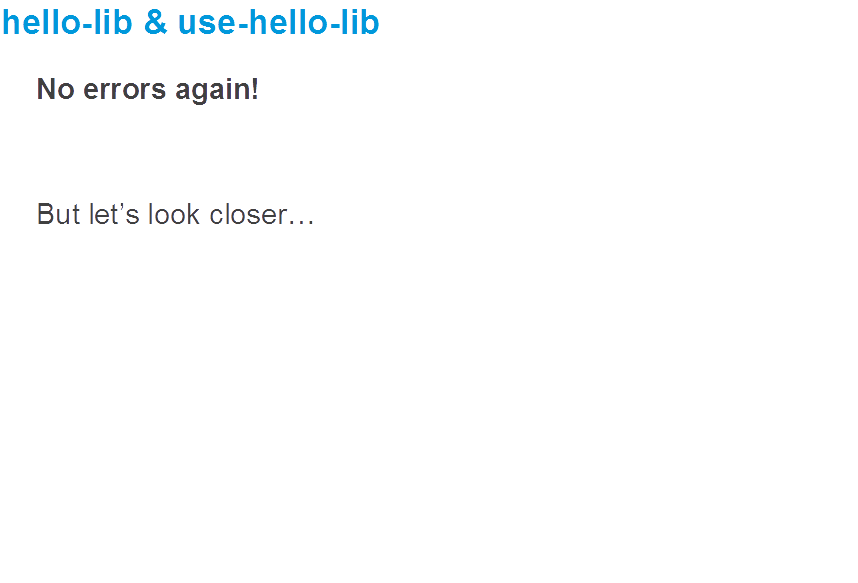 hello-lib & use-hello-lib
No errors again!
But let’s look closer…